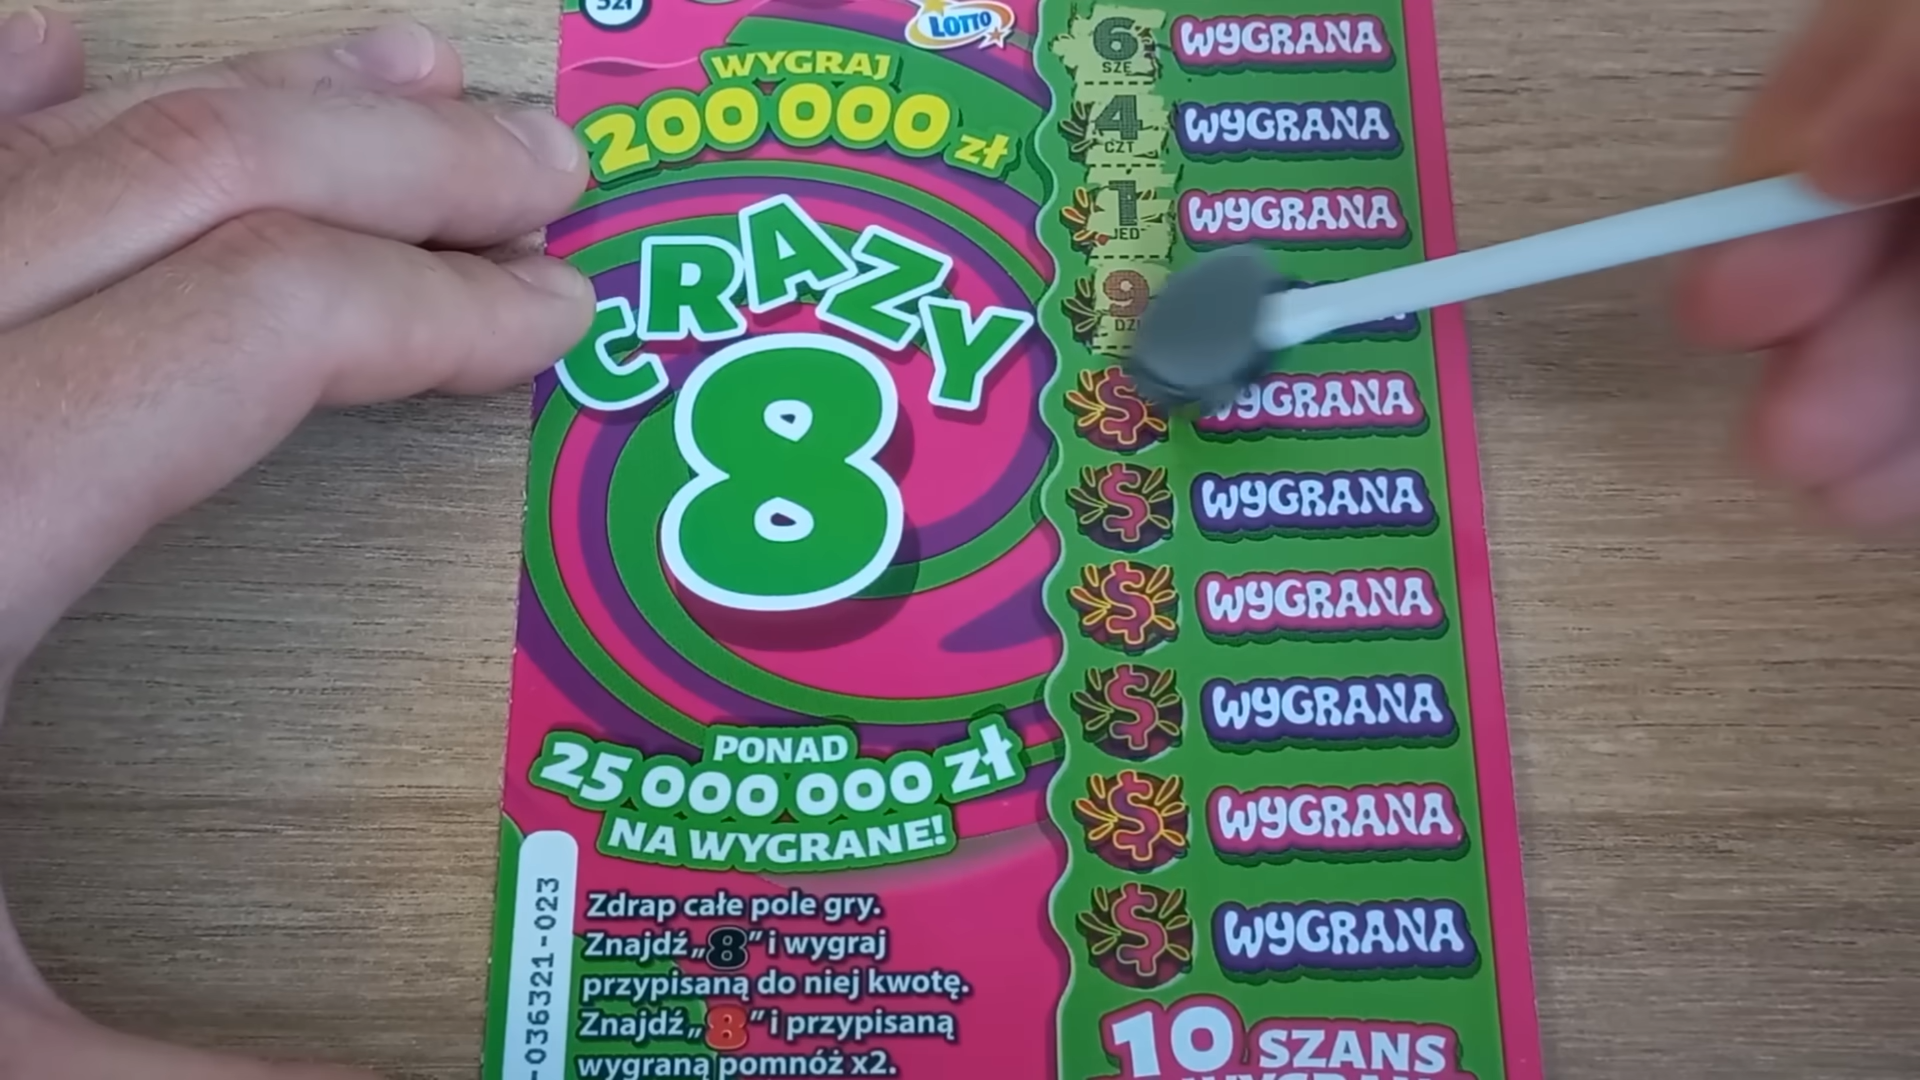 5zł
LOTTO
WYGRAJ
200 000 zł
CRAZY
8
PONAD
25 000 000 zł
NA WYGRANE!
Zdrap całe pole gry.
Znajdź „8” i wygraj
przypisaną do niej kwotę.
Znajdź „8” i przypisaną
wygraną pomnóż x2.
-036321-023
6 WYGRANA
SZE
4 WYGRANA
CZT
1 WYGRANA
JED
9
DZI
$ WYGRANA
$ WYGRANA
$ WYGRANA
$ WYGRANA
$ WYGRANA
$ WYGRANA
10 SZANS